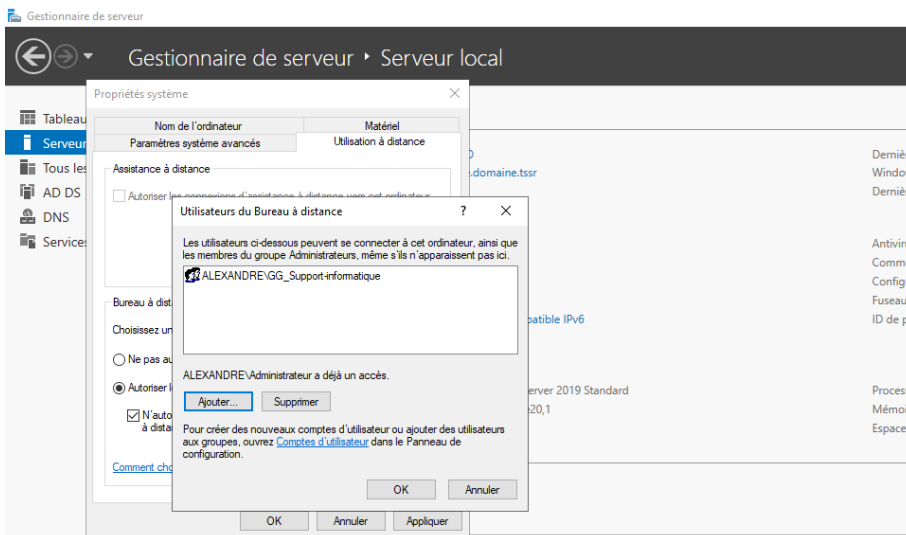 Gestionnaire de serveur
Gestionnaire de serveur ‣ Serveur local
Propriétés système
Tableau
Serveur
Tous les
AD DS
DNS
Services
Nom de l'ordinateur
Matériel
Paramètres système avancés
Utilisation à distance
Assistance à distance
Autoriser les connexions d'assistance à distance vers cet ordinateur
Utilisateurs du Bureau à distance
?
Les utilisateurs ci-dessous peuvent se connecter à cet ordinateur, ainsi que
les membres du groupe Administrateurs, même s'ils n'apparaissent pas ici.
ALEXANDRE\GG_Support-informatique
ALEXANDRE\Administrateur a déjà un accès.
Ajouter...
Supprimer
Pour créer des nouveaux comptes d'utilisateur ou ajouter des utilisateurs
aux groupes, ouvrez Comptes d'utilisateur dans le Panneau de
configuration.
OK
Annuler
Bureau à dist
Choisissez un
Ne pas au
Autoriser l
N'auto
à dista
Comment cho
OK
Annuler
Appliquer
.domaine.tssr
patible IPv6
erver 2019 Standard
e20,1
Derniè
Windo
Derniè
Antiviru
Comme
Config
Fuseau
ID de p
Proces
Mémoi
Espace